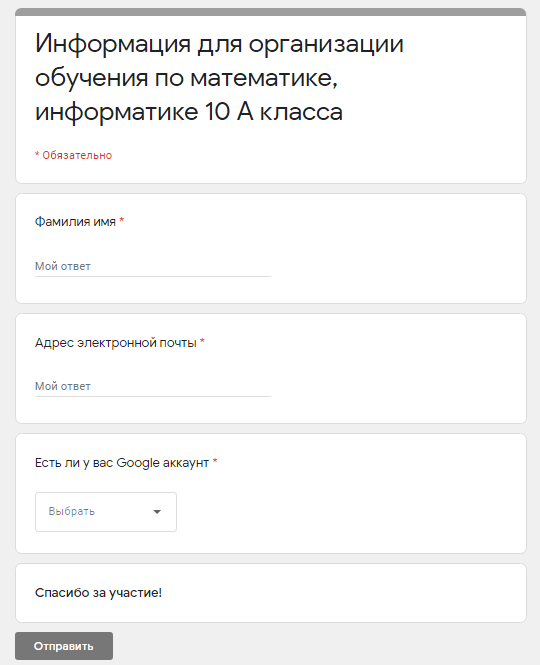 Информация для организации
обучения по математике,
информатике 10 А класса
* Обязательно
Фамилия имя *
Мой ответ
Адрес электронной почты *
Мой ответ
Есть ли у вас Google аккаунт *
Выбрать
Спасибо за участие!
Отправить